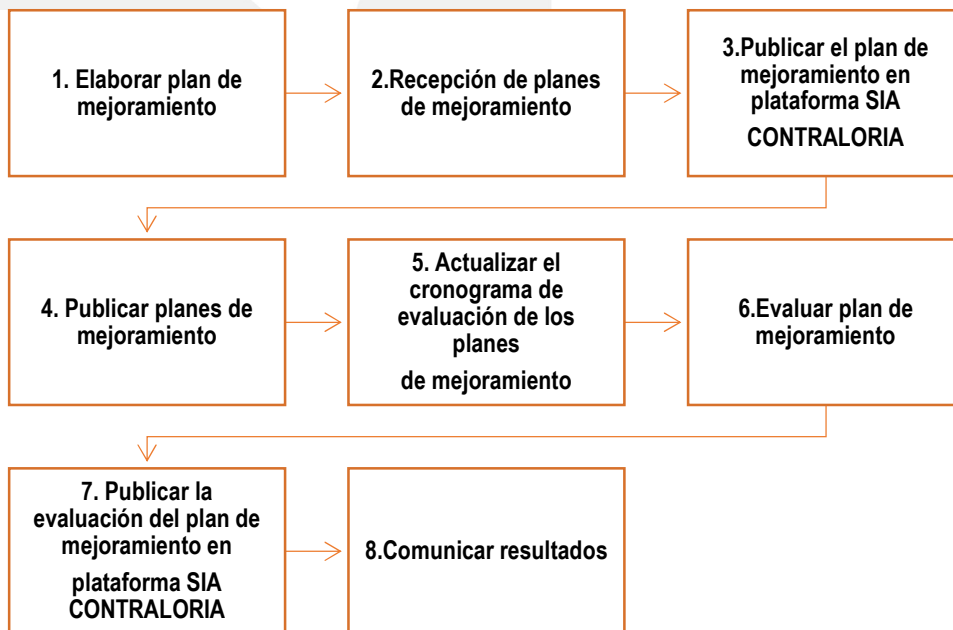 1. Elaborar plan de
mejoramiento
2.Recepción de planes
de mejoramiento
3.Publicar el plan de
mejoramiento en
plataforma SIA
CONTRALORIA
4. Publicar planes de
mejoramiento
5. Actualizar el
cronograma de
evaluación de los
planes
de mejoramiento
6.Evaluar plan de
mejoramiento
7. Publicar la
evaluación del plan de
mejoramiento en
plataforma SIA
CONTRALORIA
8.Comunicar resultados